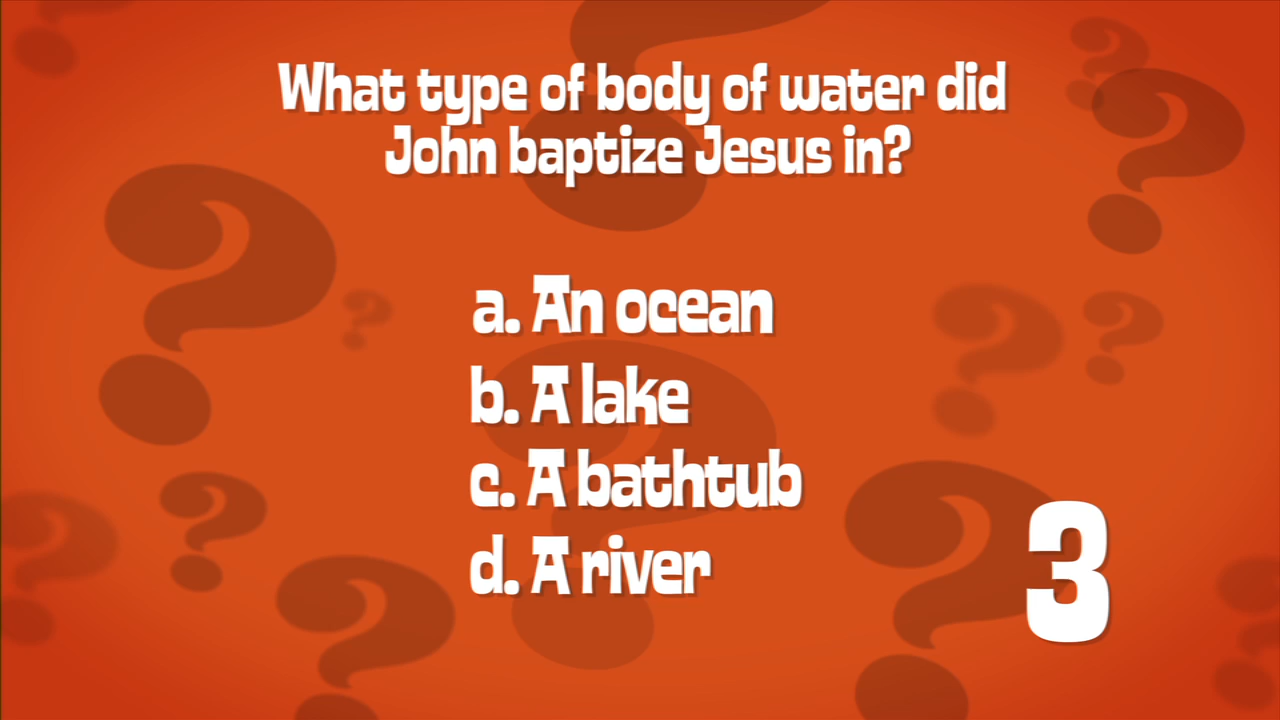 What type of body of water did
John baptize Jesus in?
a. An ocean
b. A lake
c. A bathtub
d. A river
3